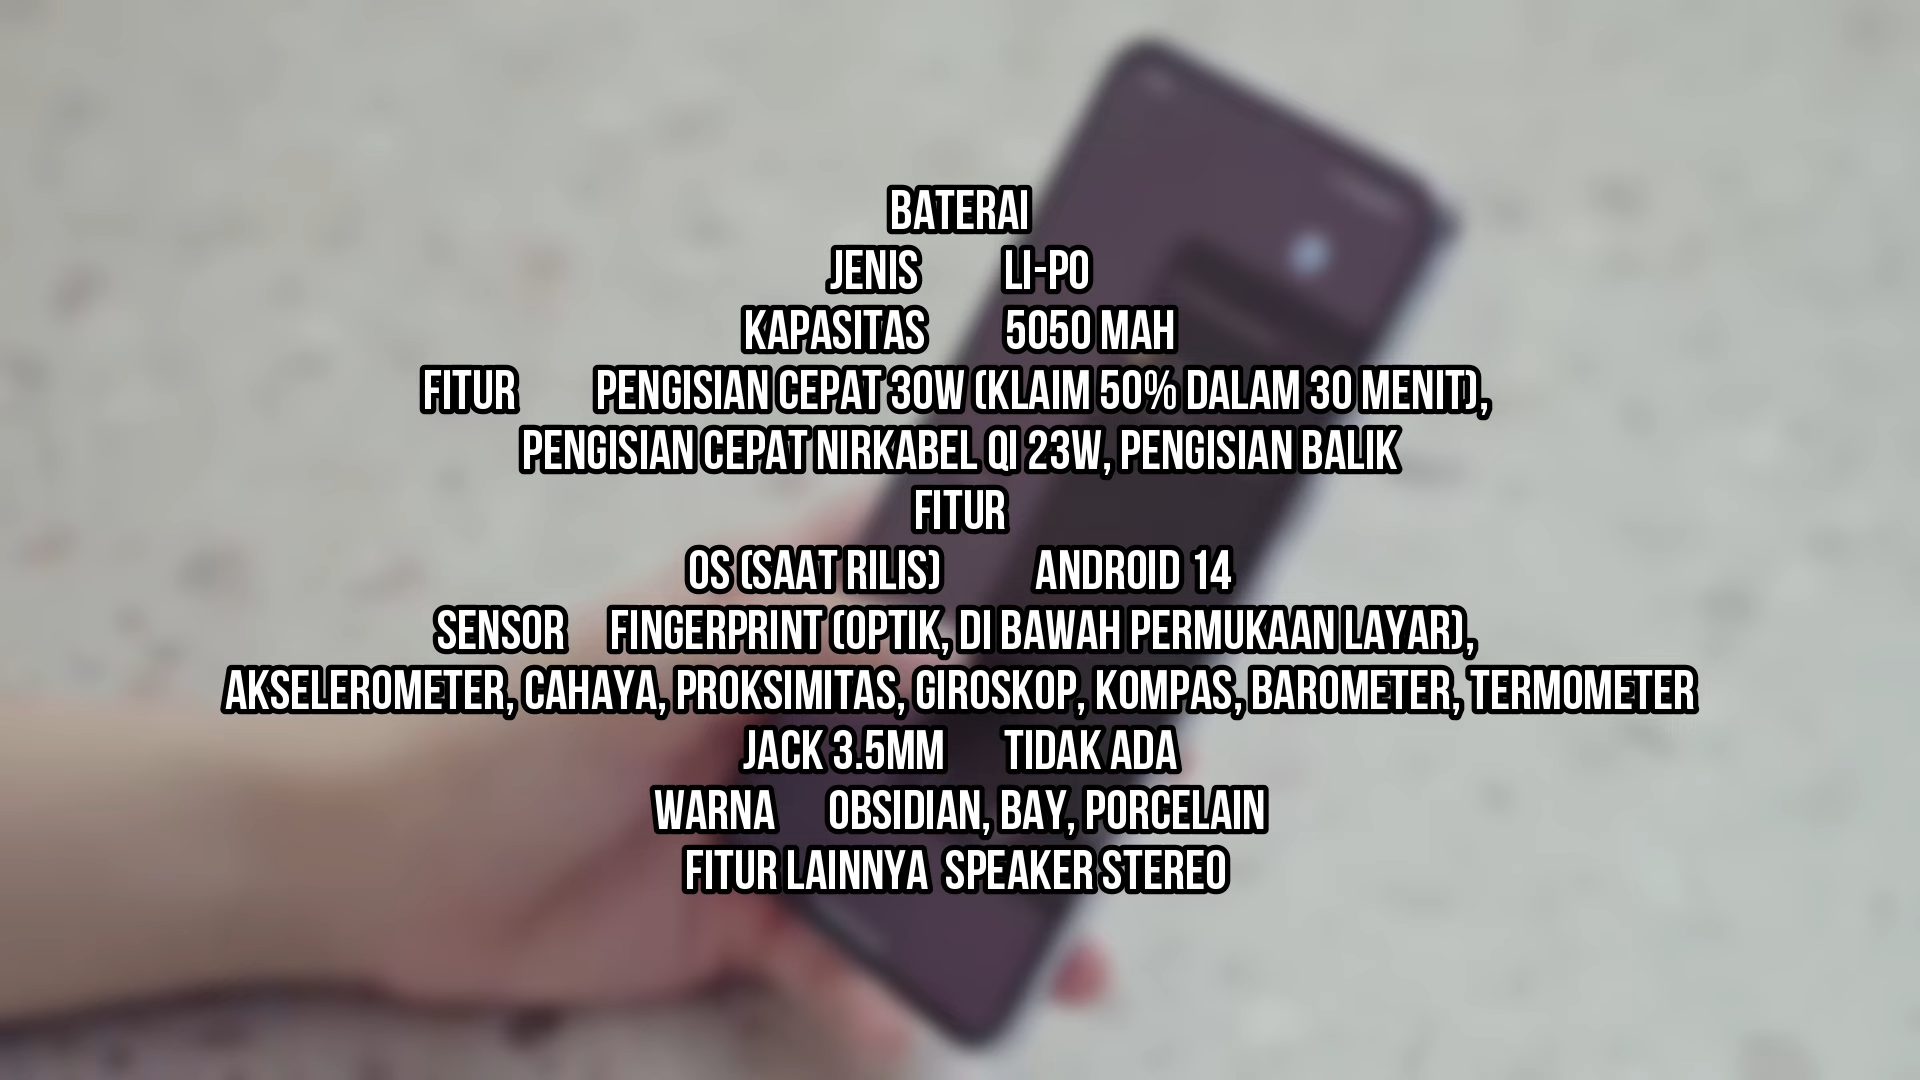 BATERAI
JENIS LI-PO
KAPASITAS 5050 MAH
FITUR PENGISIAN CEPAT 30W (KLAIM 50% DALAM 30 MENIT),
PENGISIAN CEPAT NIRKABEL QI 23W, PENGISIAN BALIK
FITUR
OS (SAAT RILIS) ANDROID 14
SENSOR FINGERPRINT (OPTIK, DI BAWAH PERMUKAAN LAYAR),
AKSELEROMETER, CAHAYA, PROKSIMITAS, GIROSKOP, KOMPAS, BAROMETER, TERMOMETER
JACK 3.5MM TIDAK ADA
WARNA OBSIDIAN, BAY, PORCELAIN
FITUR LAINNYA SPEAKER STEREO